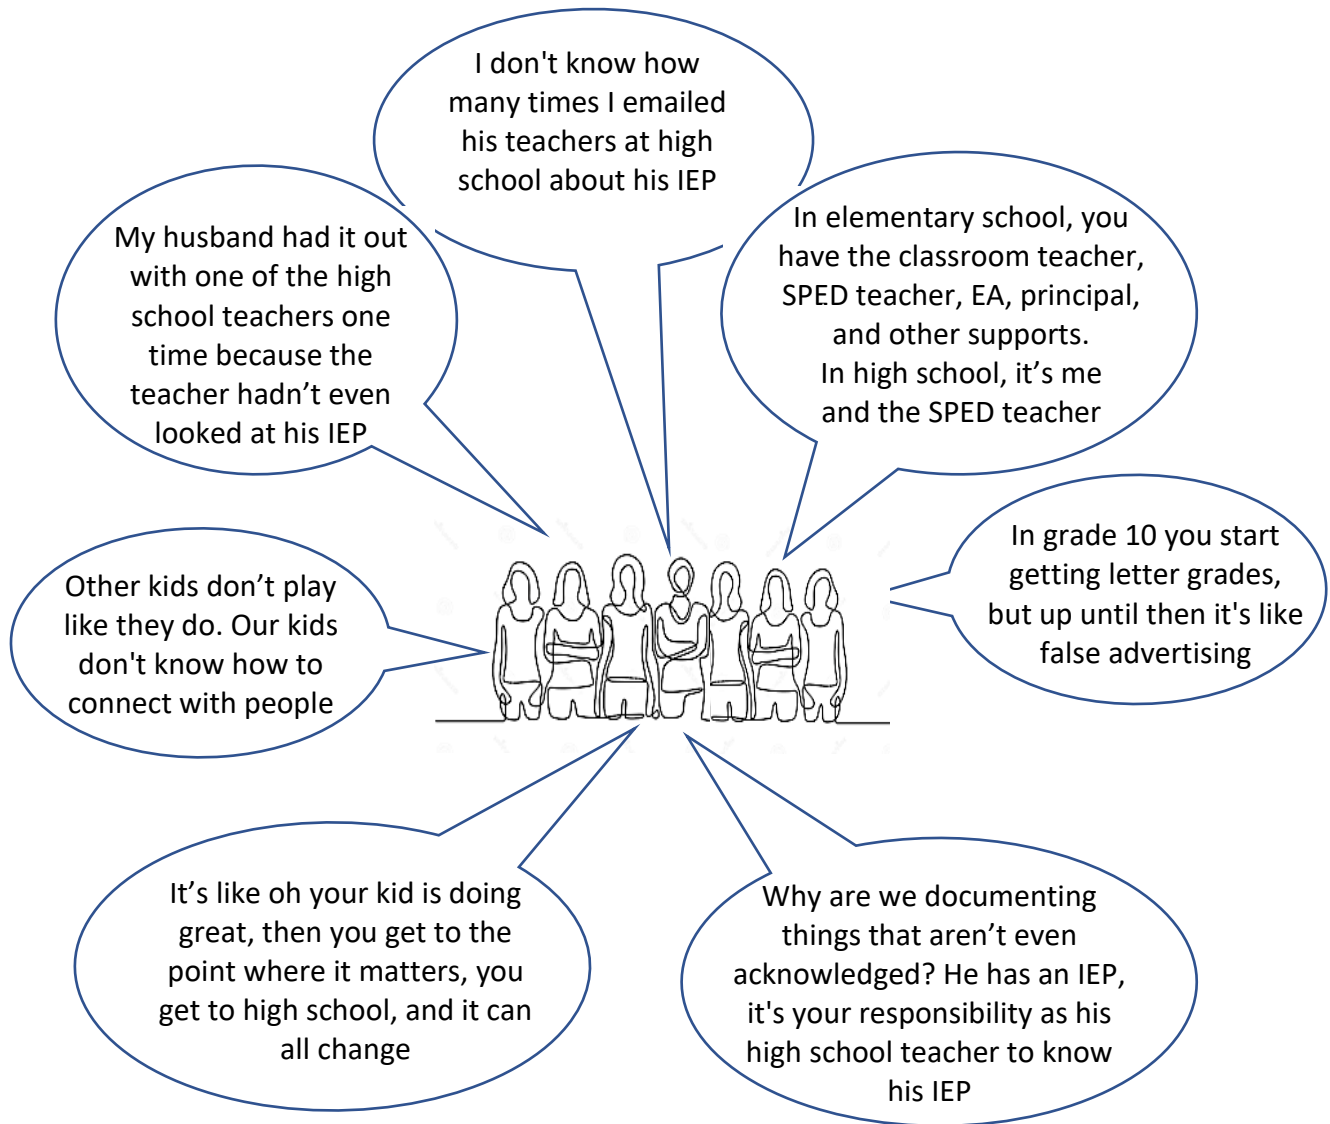 I don't know how
many times I emailed
his teachers at high
school about his IEP
My husband had it out
with one of the high
school teachers one
time because the
teacher hadn’t even
looked at his IEP
In elementary school, you
have the classroom teacher,
SPED teacher, EA, principal,
and other supports.
In high school, it’s me
and the SPED teacher
Other kids don’t play
like they do. Our kids
don't know how to
connect with people
In grade 10 you start
getting letter grades,
but up until then it's like
false advertising
It’s like oh your kid is doing
great, then you get to the
point where it matters, you
get to high school, and it can
all change
Why are we documenting
things that aren’t even
acknowledged? He has an IEP,
it's your responsibility as his
high school teacher to know
his IEP